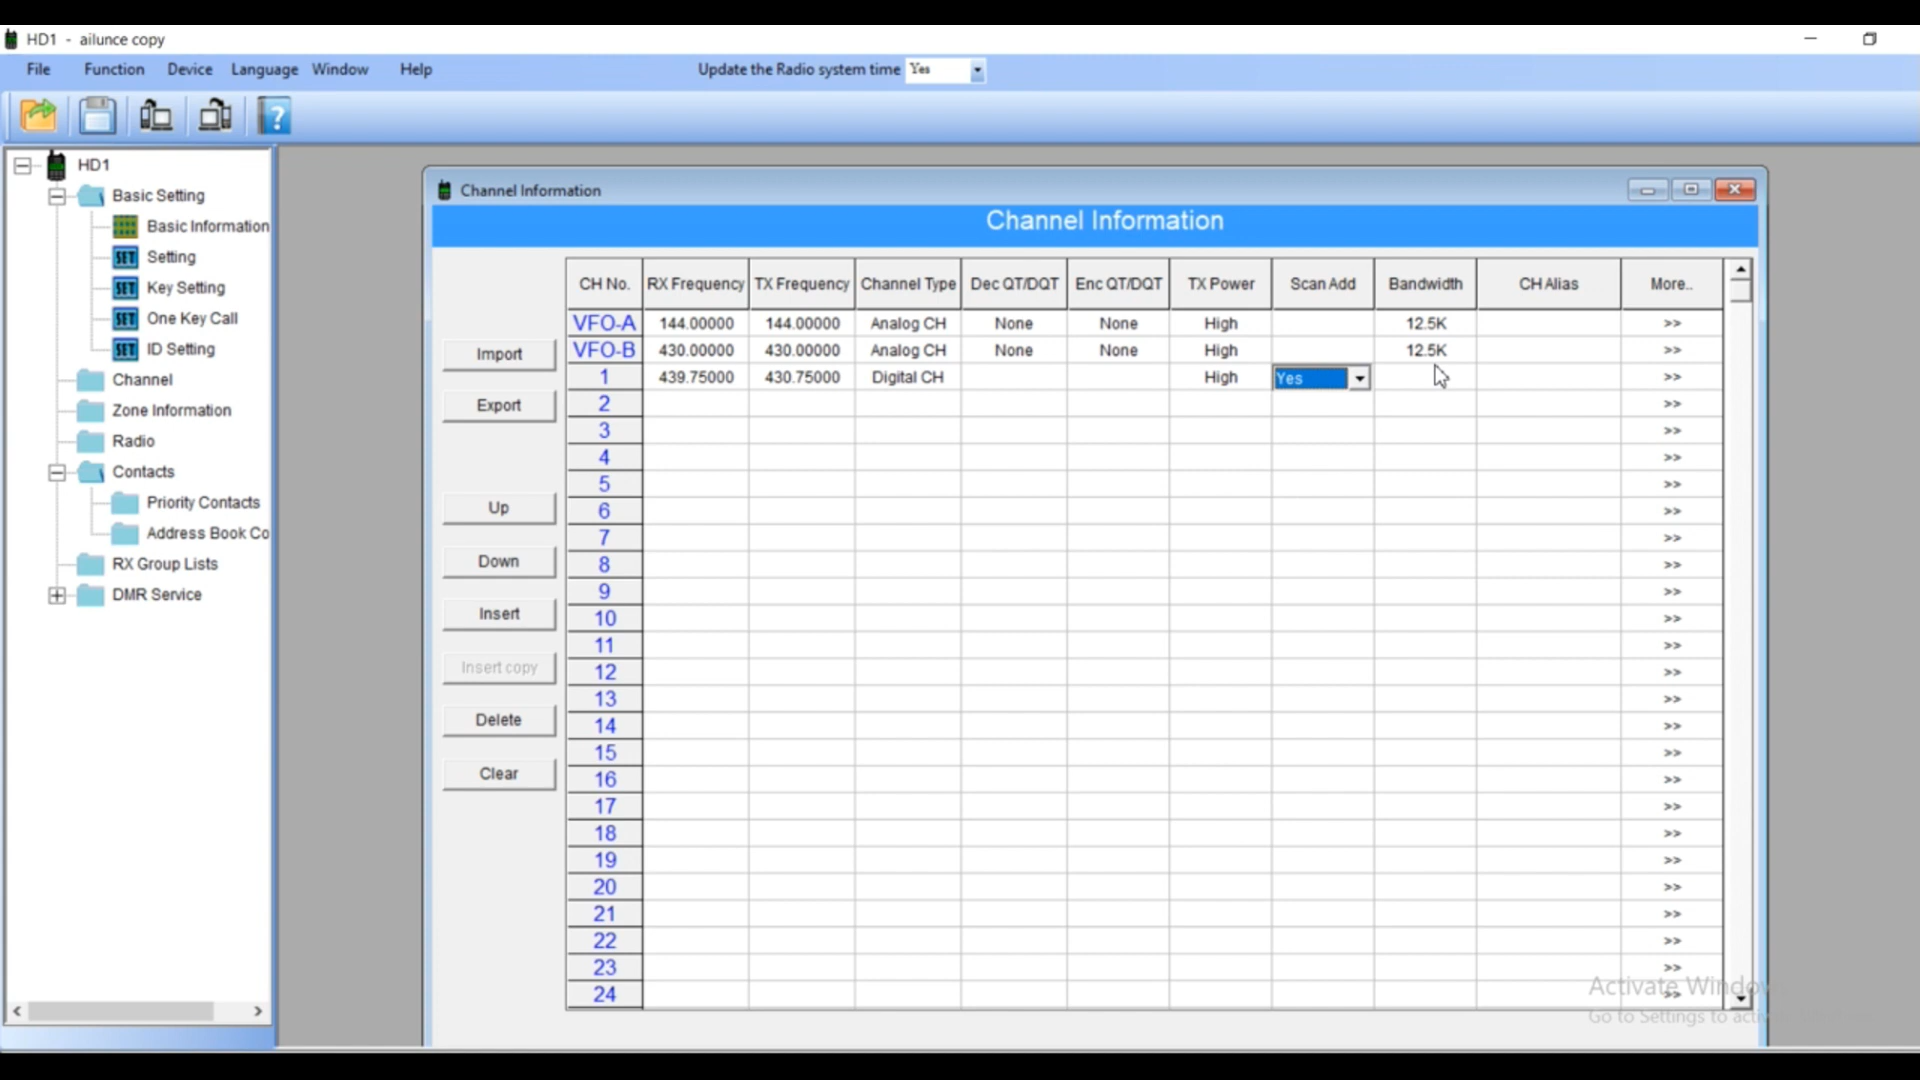 HD1 - ailunce copy
File Function Device Language Window Help Update the Radio system time Yes
HD1
Basic Setting
Basic Information
Setting
Key Setting
One Key Call
ID Setting
Channel
Zone Information
Radio
Contacts
Priority Contacts
Address Book Co
RX Group Lists
DMR Service
Channel Information
Channel Information
Import
Export
Up
Down
Insert
Insert copy
Delete
Clear
CH No. RX Frequency TX Frequency Channel Type Dec QT/DQT Enc QT/DQT TX Power Scan Add Bandwidth CH Alias More..
VFO-A 144.00000 144.00000 Analog CH None None High 12.5K >>
VFO-B 430.00000 430.00000 Analog CH None None High 12.5K >>
1 439.75000 430.75000 Digital CH High Yes >>
2 >>
3 >>
4 >>
5 >>
6 >>
7 >>
8 >>
9 >>
10 >>
11 >>
12 >>
13 >>
14 >>
15 >>
16 >>
17 >>
18 >>
19 >>
20 >>
21 >>
22 >>
23 >>
24 >>
Activate Window
Go to Settings to activ